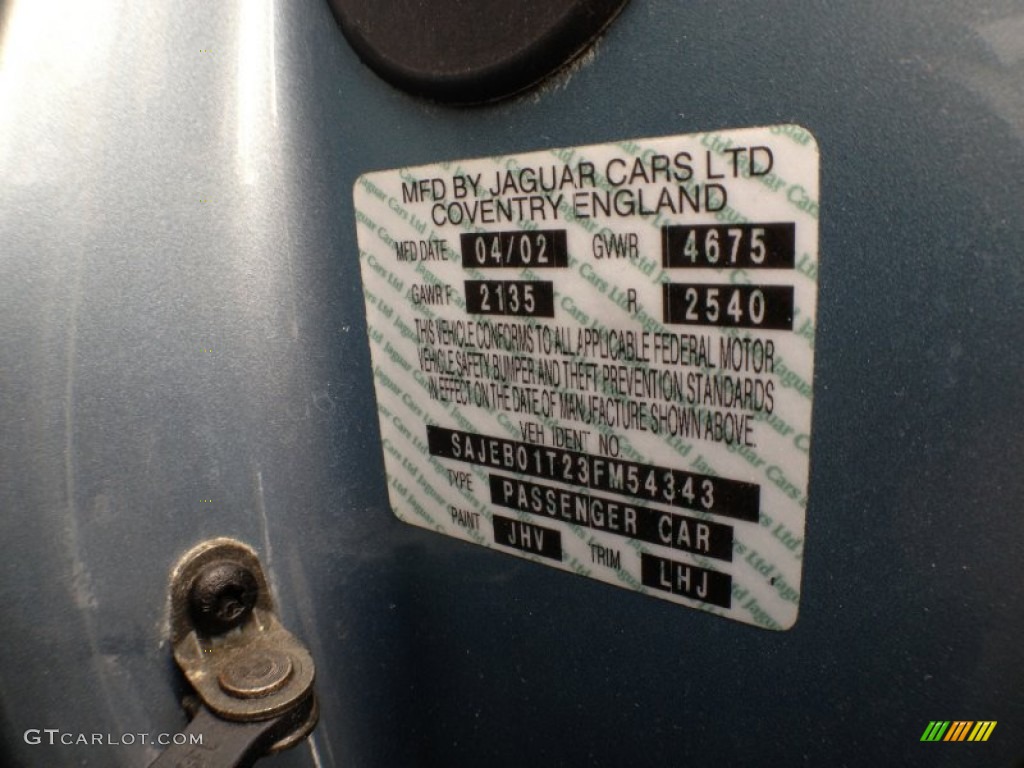 MFD BY JAGUAR CARS LTD
COVENTRY ENGLAND
MFD DATE 04/02 GVWR 4675
GAWR F 2135 R 2540
THIS VEHICLE CONFORMS TO ALL APPLICABLE FEDERAL MOTOR
VEHICLE SAFETY BUMPER AND THEFT PREVENTION STANDARDS
IN EFFECT ON THE DATE OF MANUFACTURE SHOWN ABOVE.
VEH IDENT NO.
SAJEB01T23FM54343
TYPE PASSENGER CAR
PAINT JHV TRIM LHJ
GTCARLOT.COM